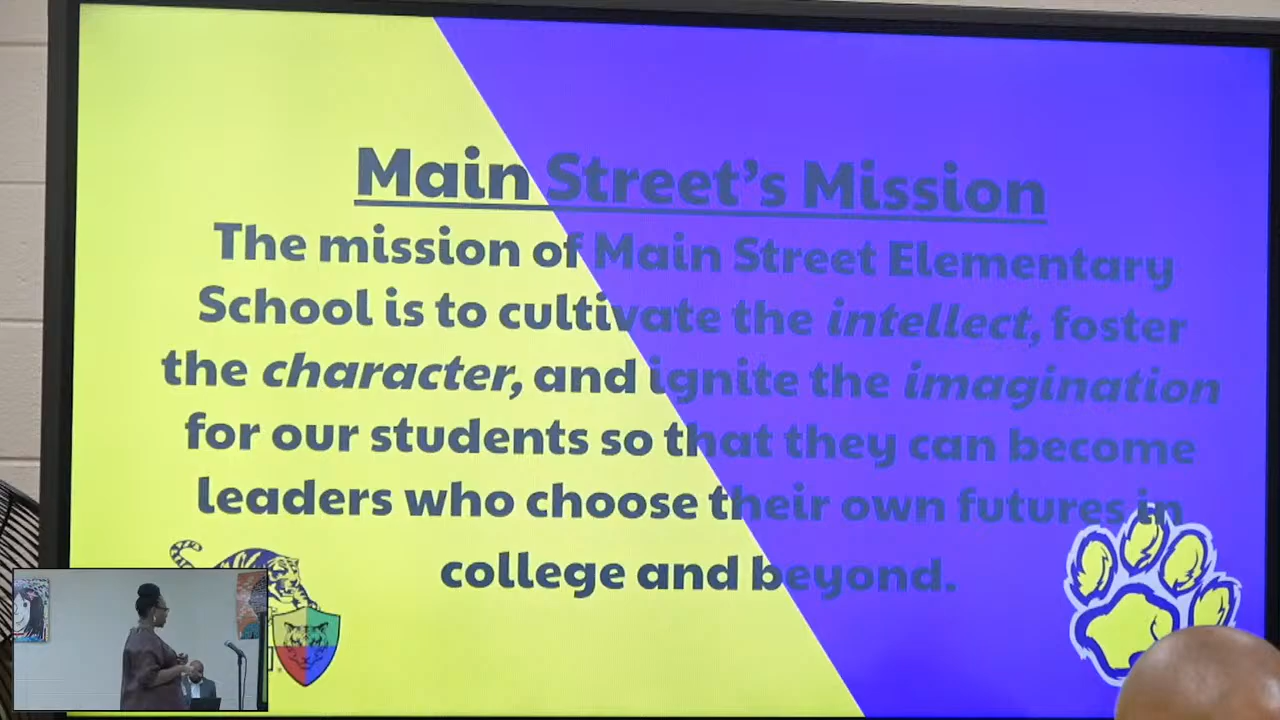 Main Street's Mission
The mission of Main Street Elementary
School is to cultivate the intellect, foster
the character, and ignite the imagination
for our students so that they can become
leaders who choose their own futures in
college and beyond.